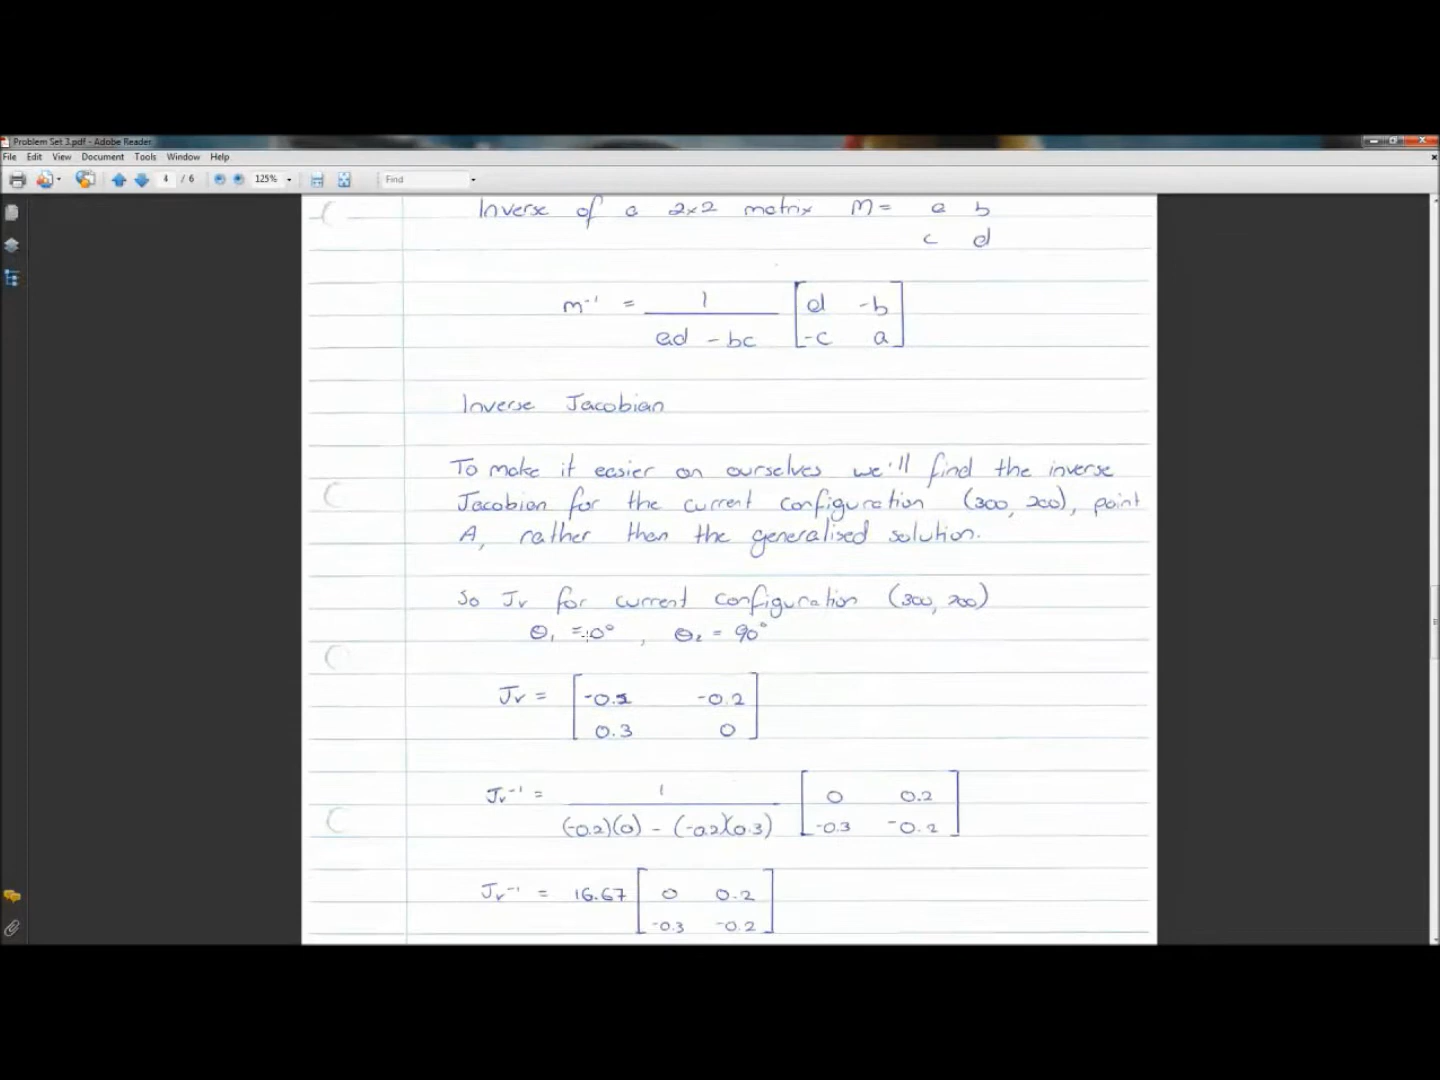 Problem Set 3.pdf - Adobe Reader
File Edit View Document Tools Window Help
4 / 6 125% Find
Inverse of a 2x2 matrix M = a b
c d
m⁻¹ = 1
ad - bc
d -b
-c a
Inverse Jacobian
To make it easier on ourselves we'll find the inverse
Jacobian for the current configuration (300, 200), point
A, rather than the generalised solution.
So Jv for current configuration (300, 200)
θ₁ = 0° , θ₂ = 90°
Jv = -0.2 -0.2
0.3 0
Jv⁻¹ = 1
(-0.2)(0) - (-0.2)(0.3)
0 0.2
-0.3 -0.2
Jv⁻¹ = 16.67 0 0.2
-0.3 -0.2